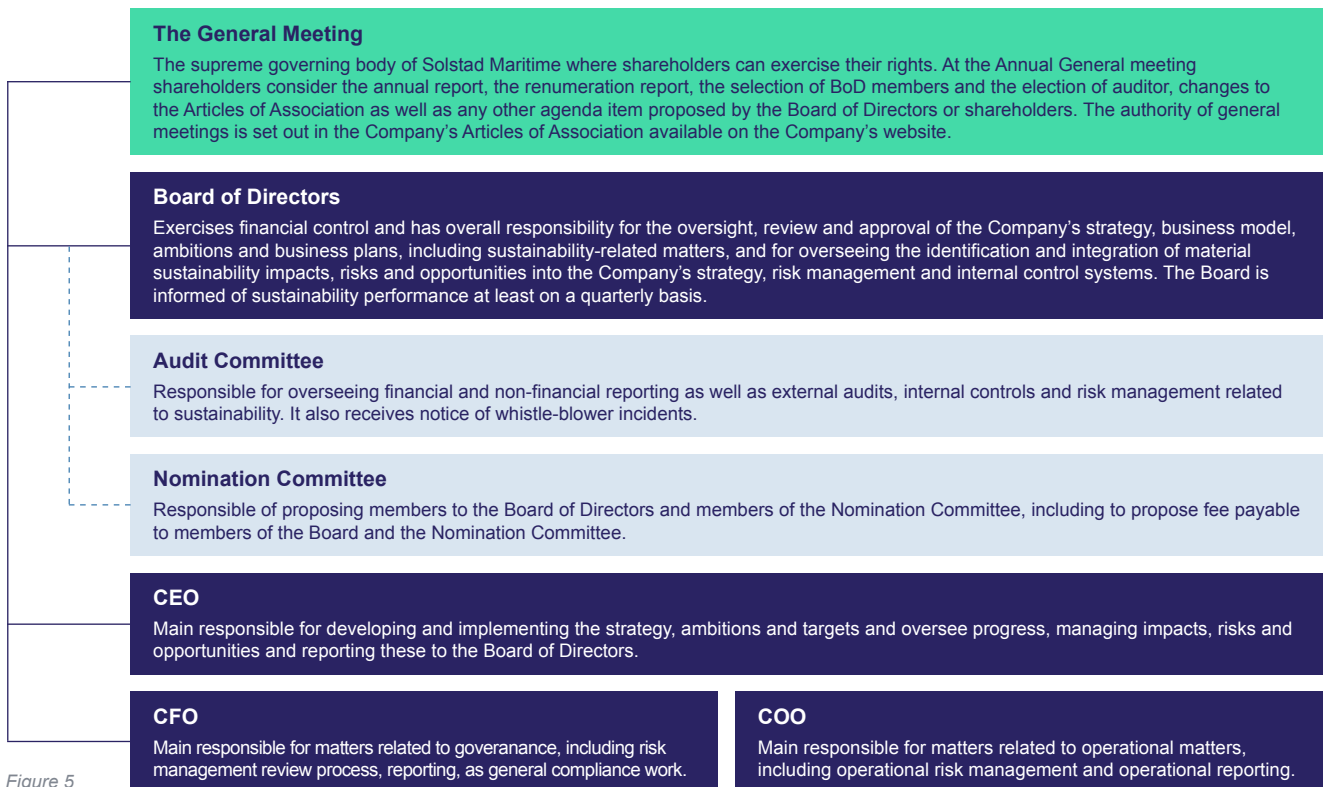 The General Meeting
The supreme governing body of Solstad Maritime where shareholders can exercise their rights. At the Annual General meeting
shareholders consider the annual report, the renumeration report, the selection of BoD members and the election of auditor, changes to
the Articles of Association as well as any other agenda item proposed by the Board of Directors or shareholders. The authority of general
meetings is set out in the Company's Articles of Association available on the Company's website.
Board of Directors
Exercises financial control and has overall responsibility for the oversight, review and approval of the Company's strategy, business model,
ambitions and business plans, including sustainability-related matters, and for overseeing the identification and integration of material
sustainability impacts, risks and opportunities into the Company's strategy, risk management and internal control systems. The Board is
informed of sustainability performance at least on a quarterly basis.
Audit Committee
Responsible for overseeing financial and non-financial reporting as well as external audits, internal controls and risk management related
to sustainability. It also receives notice of whistle-blower incidents.
Nomination Committee
Responsible of proposing members to the Board of Directors and members of the Nomination Committee, including to propose fee payable
to members of the Board and the Nomination Committee.
CEO
Main responsible for developing and implementing the strategy, ambitions and targets and oversee progress, managing impacts, risks and
opportunities and reporting these to the Board of Directors.
CFO
Main responsible for matters related to goveranance, including risk
management review process, reporting, as general compliance work.
COO
Main responsible for matters related to operational matters,
including operational risk management and operational reporting.
Figure 5